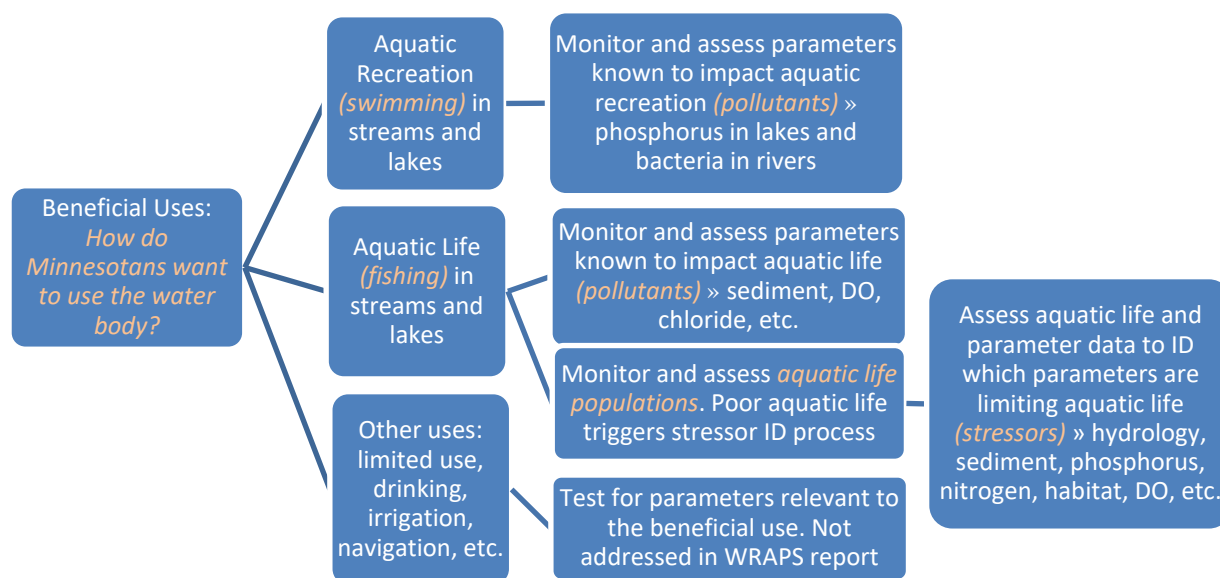 Beneficial Uses:
How do
Minnesotans want
to use the water
body?
Aquatic
Recreation
(swimming) in
streams and
lakes
Monitor and assess parameters
known to impact aquatic
recreation (pollutants) »
phosphorus in lakes and
bacteria in rivers
Aquatic Life
(fishing) in
streams and
lakes
Monitor and assess parameters
known to impact aquatic life
(pollutants) » sediment, DO,
chloride, etc.
Monitor and assess aquatic life
populations. Poor aquatic life
triggers stressor ID process
Assess aquatic life and
parameter data to ID
which parameters are
limiting aquatic life
(stressors) » hydrology,
sediment, phosphorus,
nitrogen, habitat, DO, etc.
Other uses:
limited use,
drinking,
irrigation,
navigation, etc.
Test for parameters relevant to
the beneficial use. Not
addressed in WRAPS report